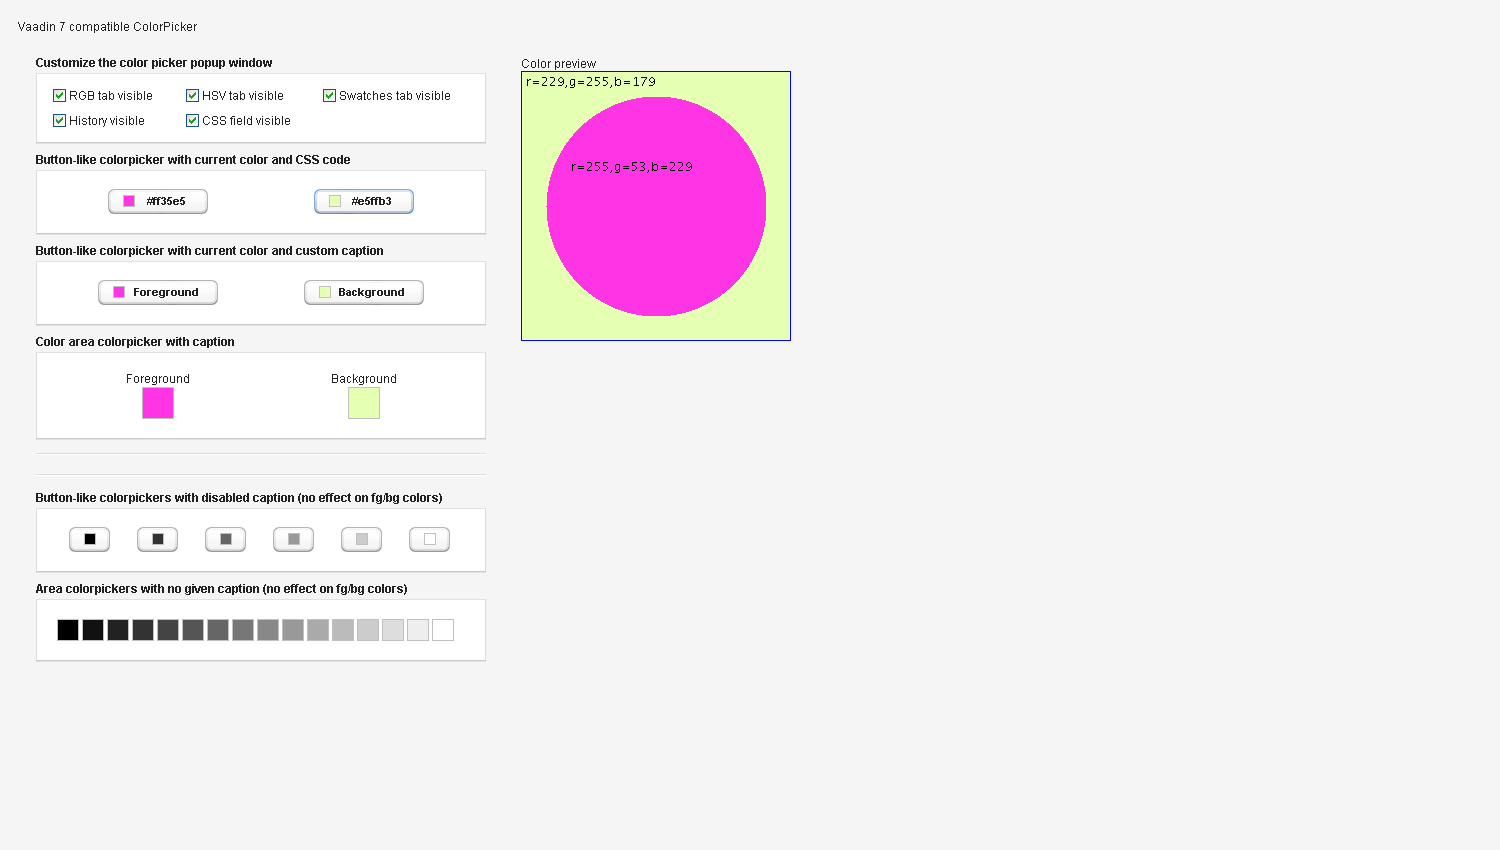 Vaadin 7 compatible ColorPicker
Customize the color picker popup window
RGB tab visible HSV tab visible Swatches tab visible
History visible CSS field visible
Button-like colorpicker with current color and CSS code
#ff35e5 #e5ffb3
Button-like colorpicker with current color and custom caption
Foreground Background
Color area colorpicker with caption
Foreground Background
Button-like colorpickers with disabled caption (no effect on fg/bg colors)
Area colorpickers with no given caption (no effect on fg/bg colors)
Color preview
r=229,g=255,b=179
r=255,g=53,b=229